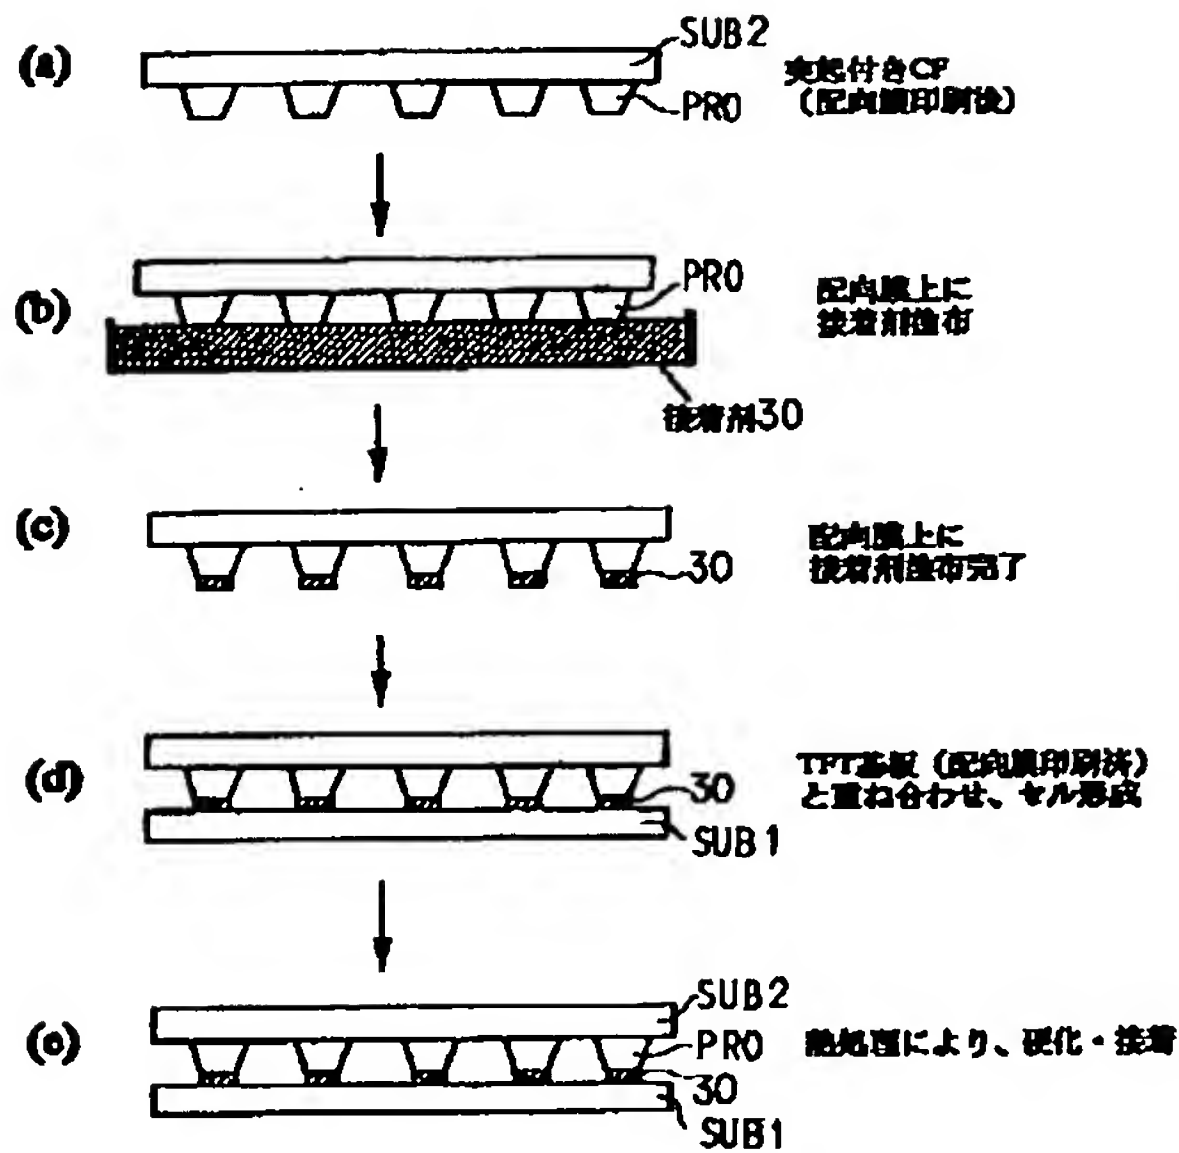 (a)
SUB2
PRO
突起付きCF
(配向膜印刷後)
(b)
PRO
配向膜上に
接着剤塗布
接着剤30
(c)
30
配向膜上に
接着剤塗布完了
(d)
30
SUB1
TFT基板(配向膜印刷済)
と重ね合わせ、セル形成
(e)
SUB2
PRO
30
SUB1
熱処理により、硬化・接着